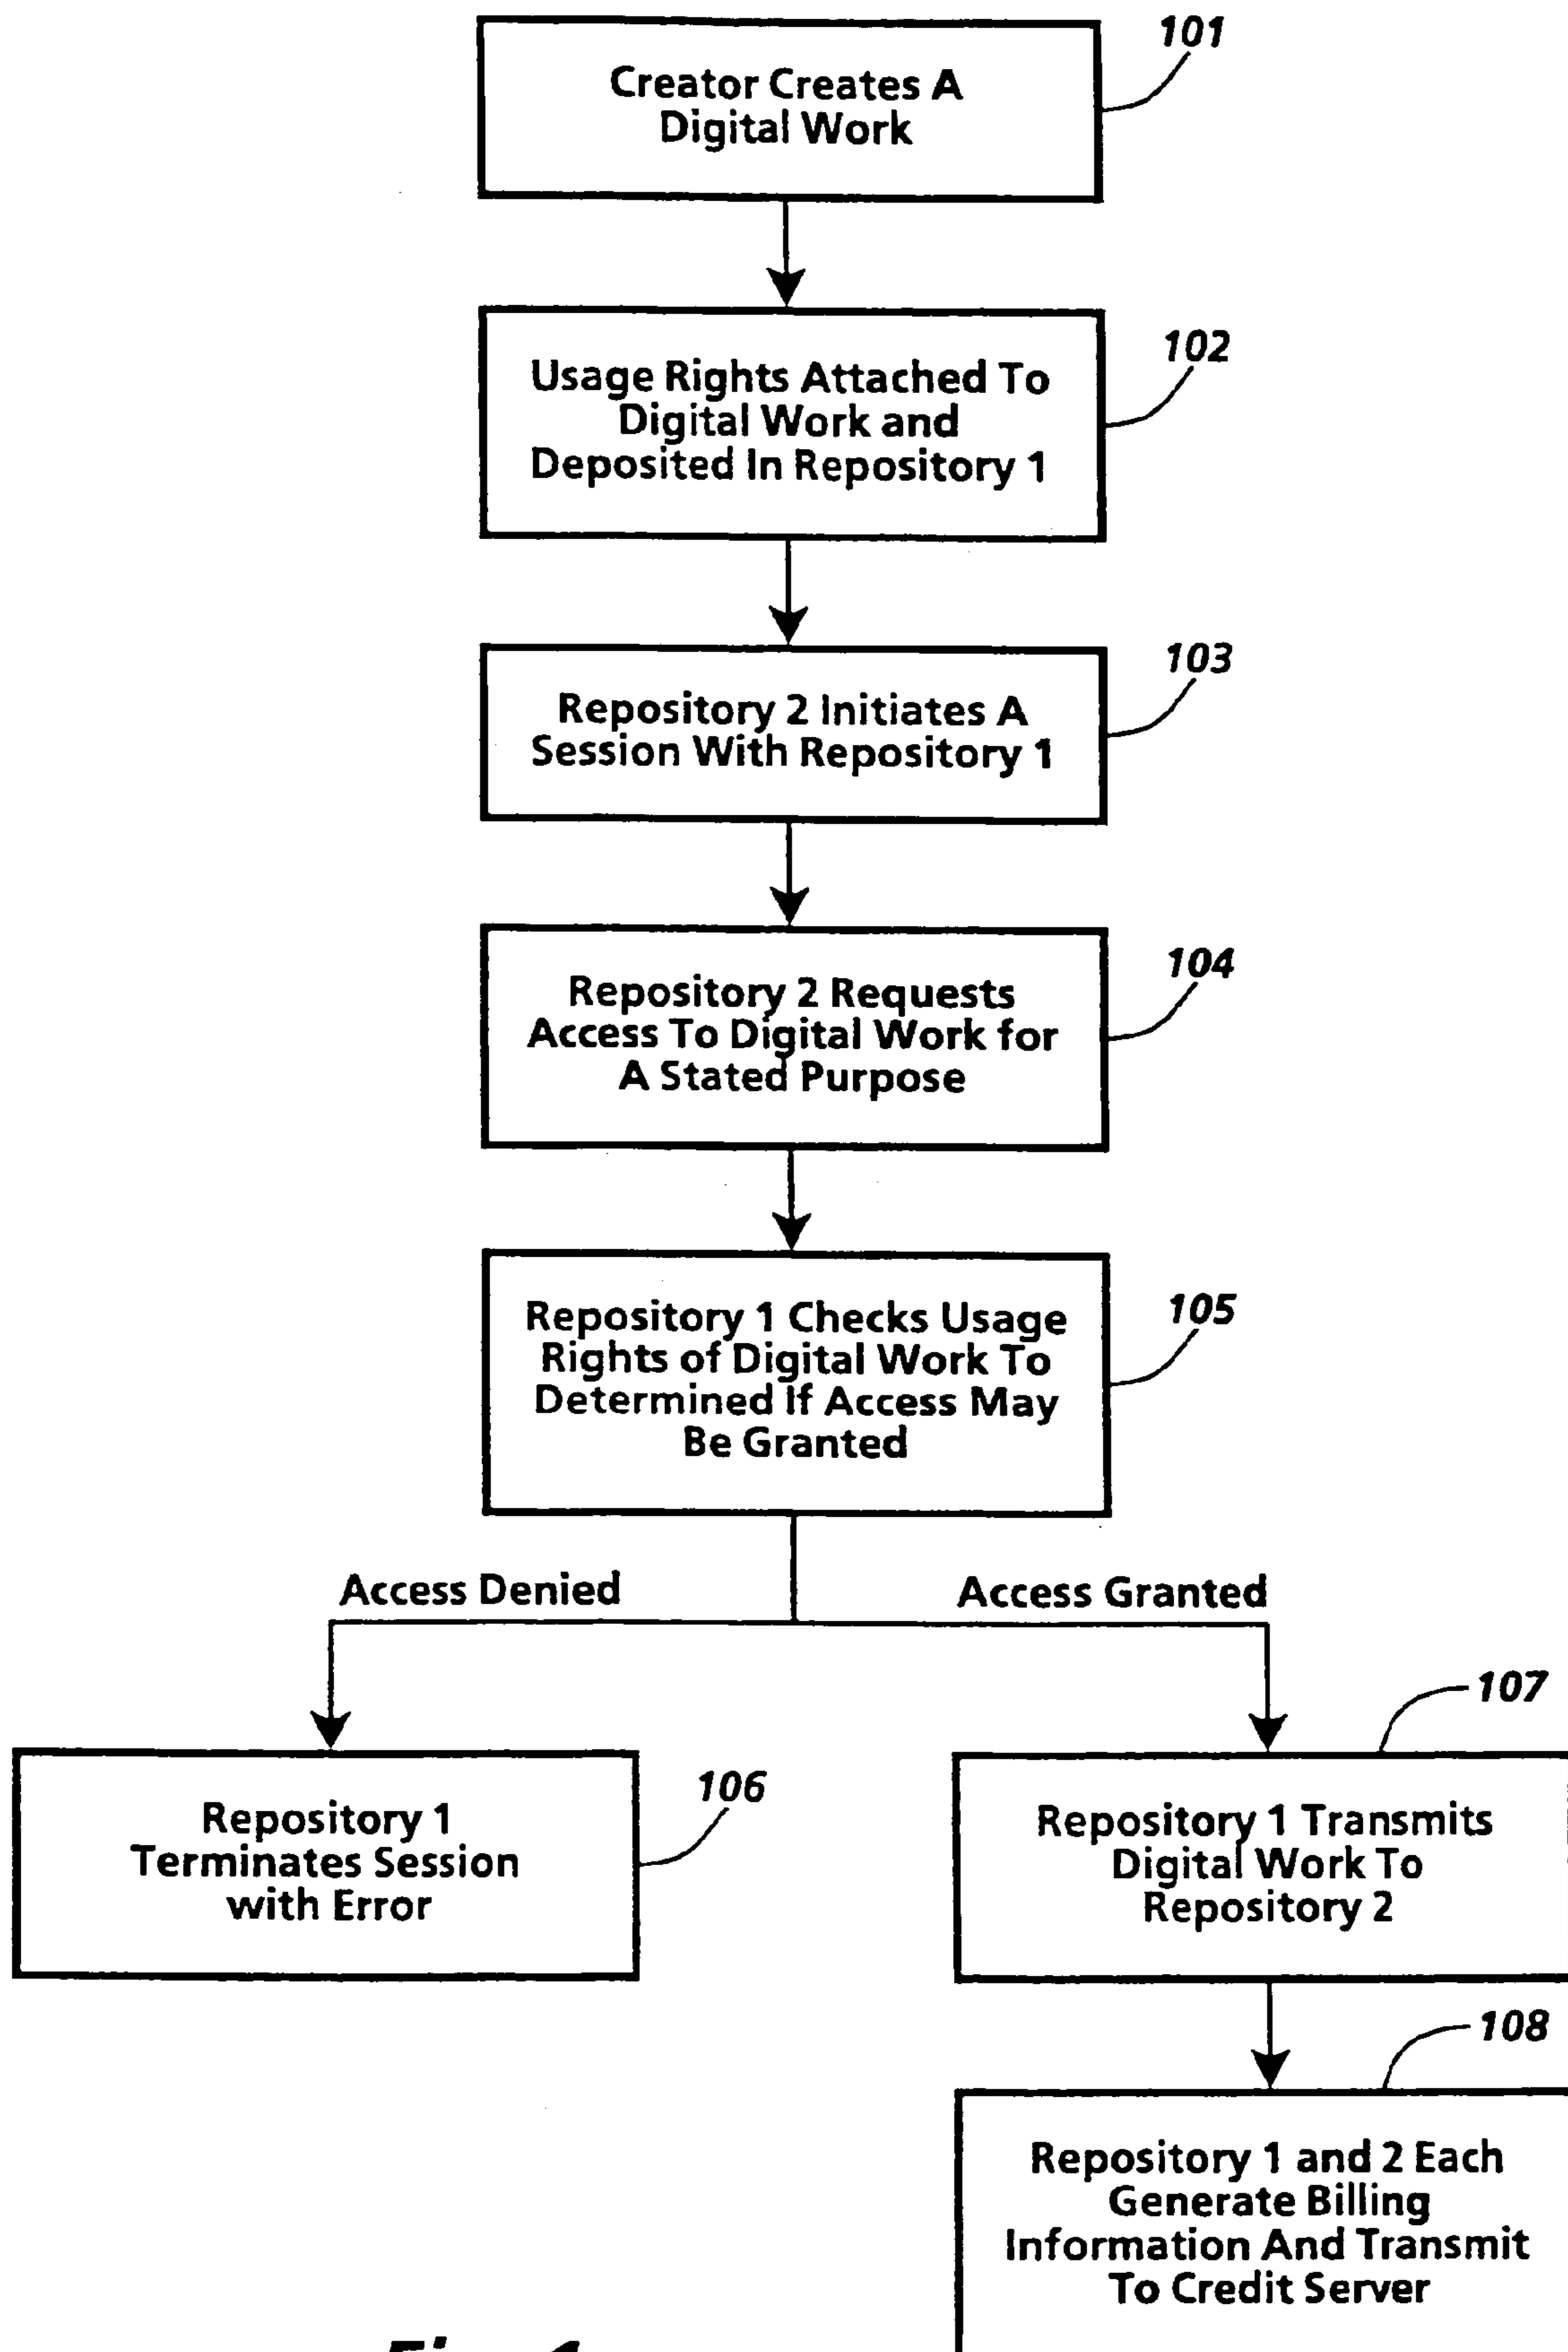 101
Creator Creates A
Digital Work
102
Usage Rights Attached To
Digital Work and
Deposited In Repository 1
103
Repository 2 Initiates A
Session With Repository 1
104
Repository 2 Requests
Access To Digital Work for
A Stated Purpose
105
Repository 1 Checks Usage
Rights of Digital Work To
Determined If Access May
Be Granted
Access Denied
Access Granted
106
Repository 1
Terminates Session
with Error
107
Repository 1 Transmits
Digital Work To
Repository 2
108
Repository 1 and 2 Each
Generate Billing
Information And Transmit
To Credit Server